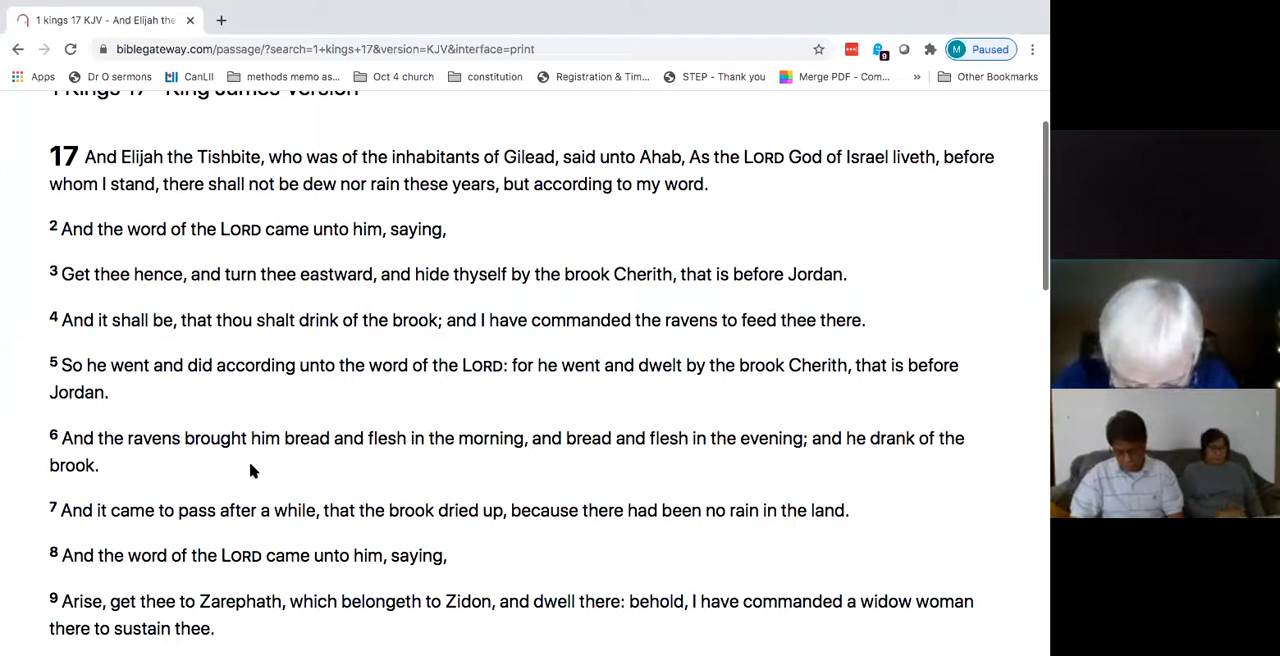 1 kings 17 KJV - And Elijah the
biblegateway.com/passage/?search=1+kings+17&version=KJV&interface=print
9
M Paused
Apps Dr O sermons CanLII methods memo as... Oct 4 church constitution Registration & Tim... STEP - Thank you Merge PDF - Com... » Other Bookmarks
1 Kings 17 King James Version
17 And Elijah the Tishbite, who was of the inhabitants of Gilead, said unto Ahab, As the LORD God of Israel liveth, before
whom I stand, there shall not be dew nor rain these years, but according to my word.
2 And the word of the LORD came unto him, saying,
3 Get thee hence, and turn thee eastward, and hide thyself by the brook Cherith, that is before Jordan.
4 And it shall be, that thou shalt drink of the brook; and I have commanded the ravens to feed thee there.
5 So he went and did according unto the word of the LORD: for he went and dwelt by the brook Cherith, that is before
Jordan.
6 And the ravens brought him bread and flesh in the morning, and bread and flesh in the evening; and he drank of the
brook.
7 And it came to pass after a while, that the brook dried up, because there had been no rain in the land.
8 And the word of the LORD came unto him, saying,
9 Arise, get thee to Zarephath, which belongeth to Zidon, and dwell there: behold, I have commanded a widow woman
there to sustain thee.